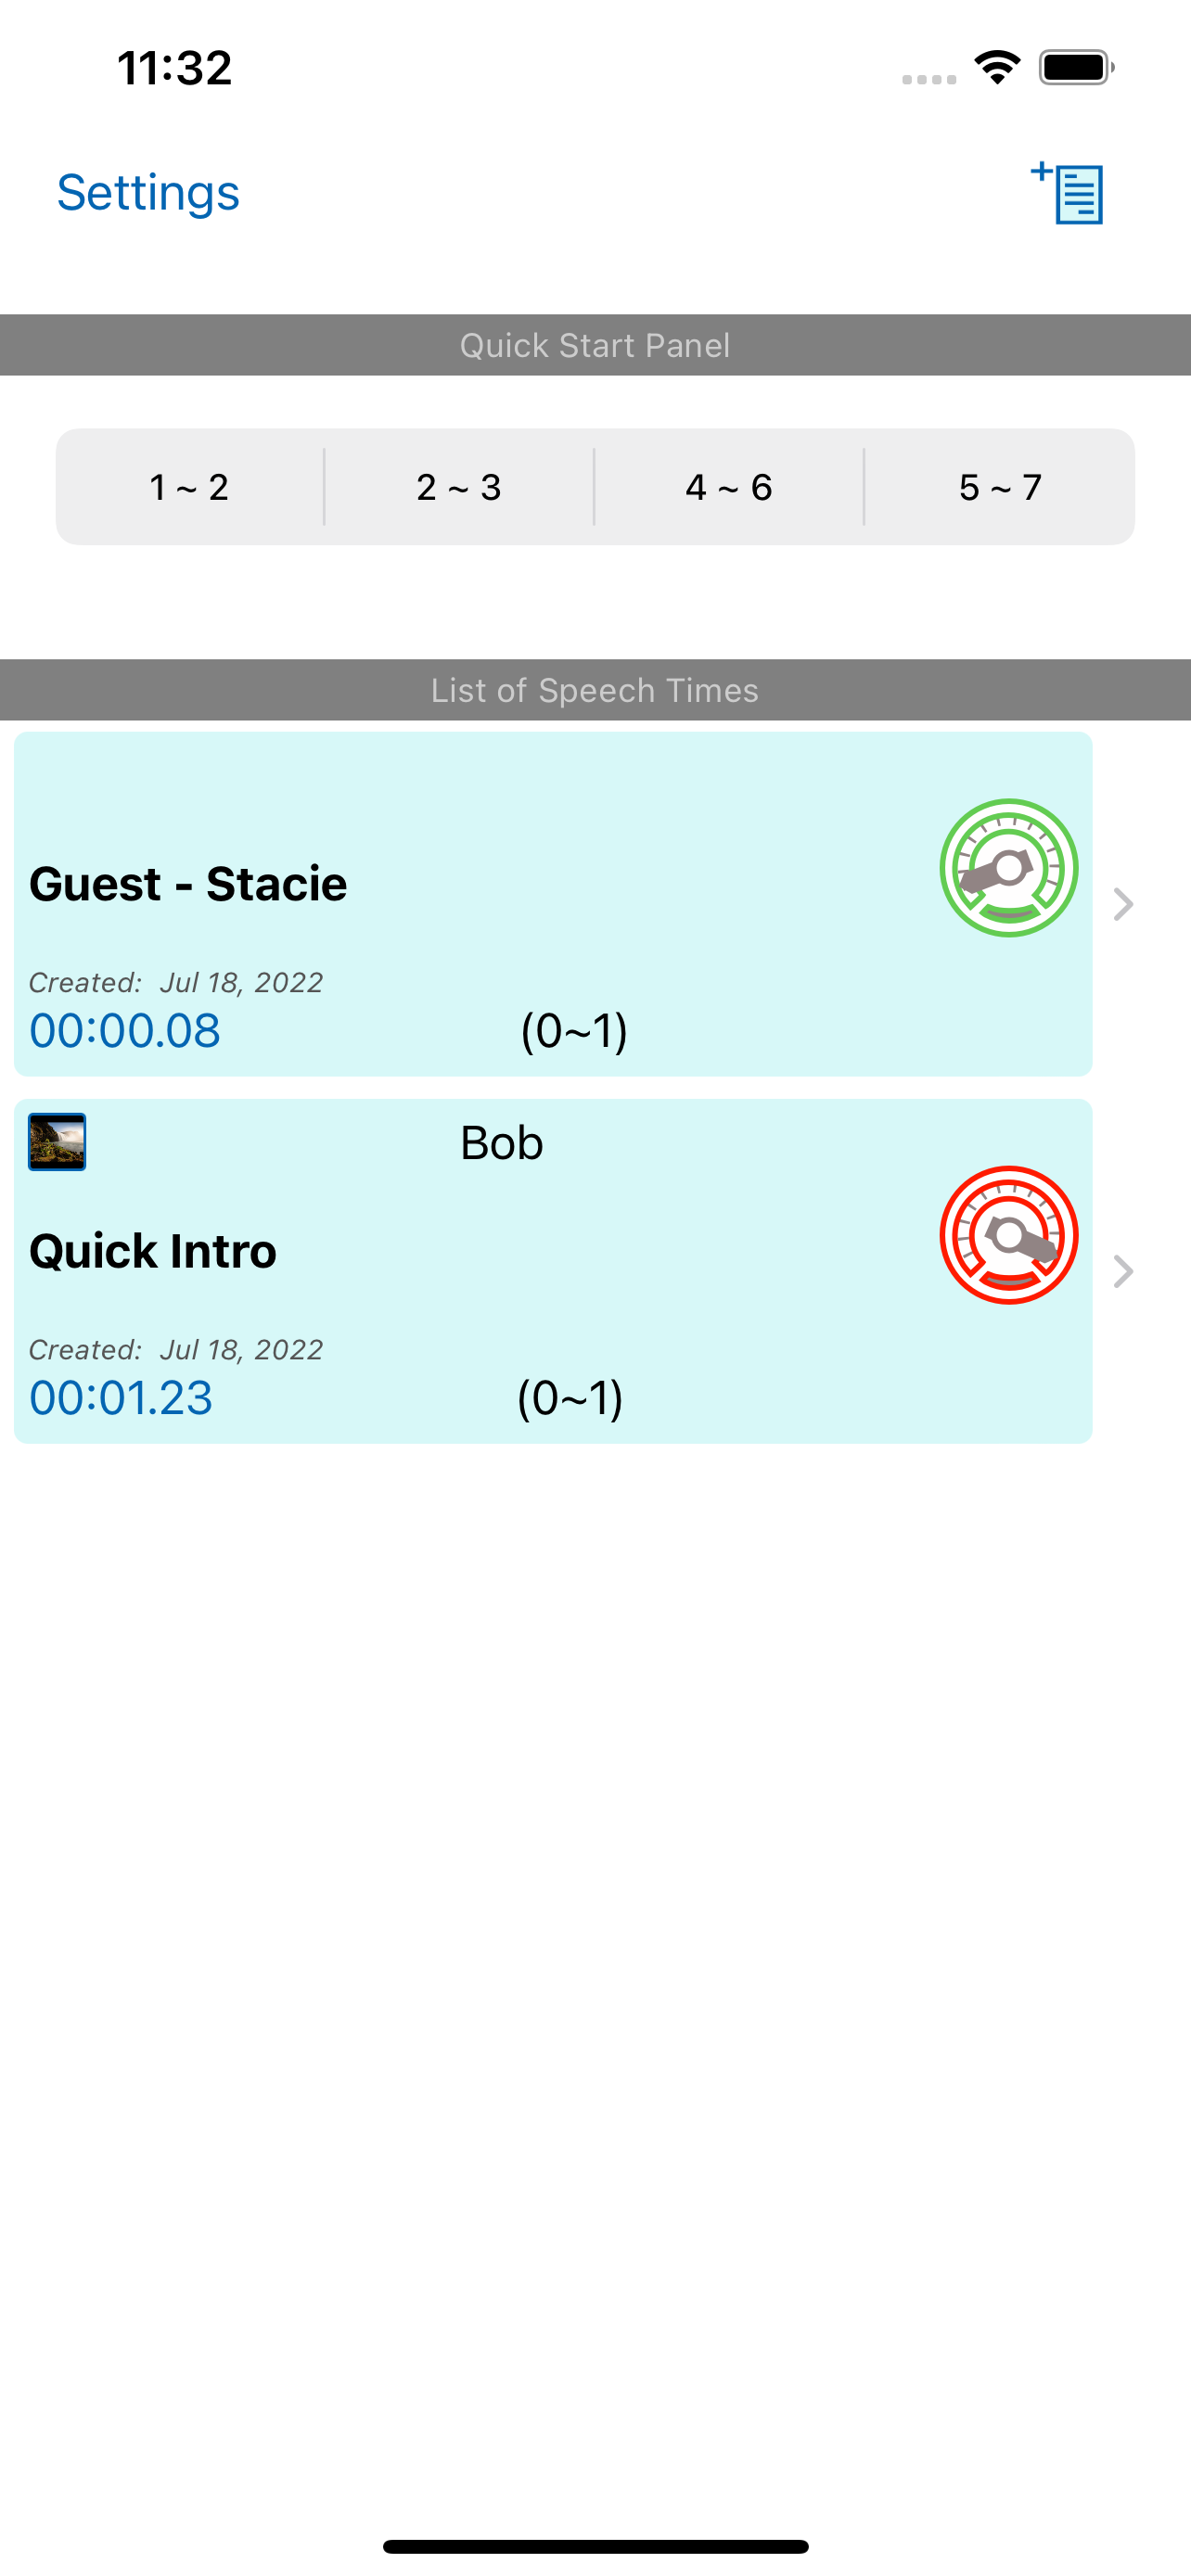 11:32
Settings
Quick Start Panel
1 ~ 2
2 ~ 3
4 ~ 6
5 ~ 7
List of Speech Times
Guest - Stacie
Created: Jul 18, 2022
00:00.08 (0~1)
Bob
Quick Intro
Created: Jul 18, 2022
00:01.23 (0~1)